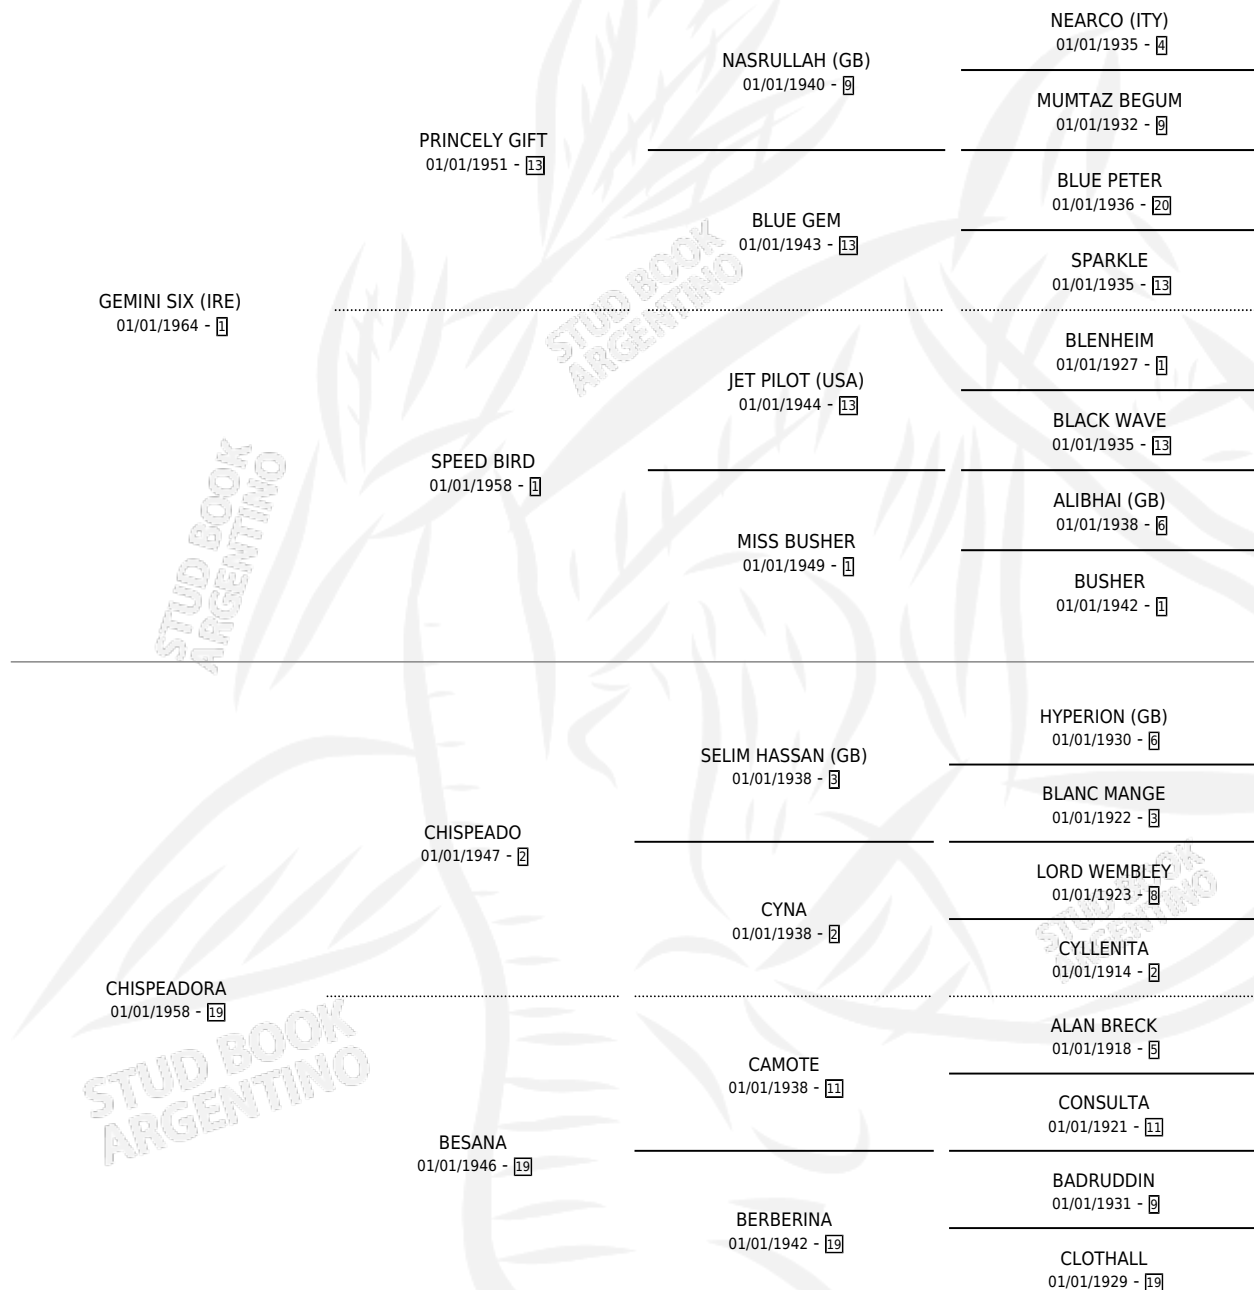 GEMINI SIX (IRE)
01/01/1964 - 1
PRINCELY GIFT
01/01/1951 - 13
SPEED BIRD
01/01/1958 - 1
NASRULLAH (GB)
01/01/1940 - 9
BLUE GEM
01/01/1943 - 13
JET PILOT (USA)
01/01/1944 - 13
MISS BUSHER
01/01/1949 - 1
NEARCO (ITY)
01/01/1935 - 4
MUMTAZ BEGUM
01/01/1932 - 9
BLUE PETER
01/01/1936 - 20
SPARKLE
01/01/1935 - 13
BLENHEIM
01/01/1927 - 1
BLACK WAVE
01/01/1935 - 13
ALIBHAI (GB)
01/01/1938 - 6
BUSHER
01/01/1942 - 1
STUD BOOK
ARGENTINO
STUD BOOK
ARGENTINO
CHISPEADORA
01/01/1958 - 19
CHISPEADO
01/01/1947 - 2
BESANA
01/01/1946 - 19
SELIM HASSAN (GB)
01/01/1938 - 3
CYNA
01/01/1938 - 2
CAMOTE
01/01/1938 - 11
BERBERINA
01/01/1942 - 19
HYPERION (GB)
01/01/1930 - 6
BLANC MANGE
01/01/1922 - 3
LORD WEMBLEY
01/01/1923 - 8
CYLLENITA
01/01/1914 - 2
ALAN BRECK
01/01/1918 - 5
CONSULTA
01/01/1921 - 11
BADRUDDIN
01/01/1931 - 9
CLOTHALL
01/01/1929 - 19
STUD BOOK
ARGENTINO
STUD BOOK
ARGENTINO